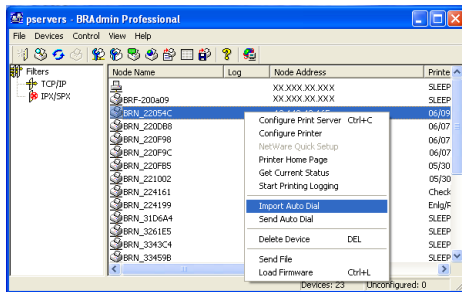 pservers - BRAdmin Professional
File Devices Control View Help
Filters
TCP/IP
IPX/SPX
Node Name Log Node Address Printe
XX.XXX.XX.XXX SLEEP
BRF-200a09 XX.XXX.XX.XXX SLEEP
BRN_22054C 06/09
BRN_220DB8 06/07
BRN_220F98 06/07
BRN_220F9C 06/07
BRN_220FB5 05/30
BRN_221002 05/30
BRN_224161 Check
BRN_224199 Enlg/F
BRN_31D6A4 SLEEP
BRN_3261E5 SLEEP
BRN_3343C4 SLEEP
BRN_33459B SLEEP
Configure Print Server Ctrl+C
Configure Printer
NetWare Quick Setup
Printer Home Page
Get Current Status
Start Printing Logging
Import Auto Dial
Send Auto Dial
Delete Device DEL
Send File
Load Firmware Ctrl+L
Devices: 23 Unconfigured: 0